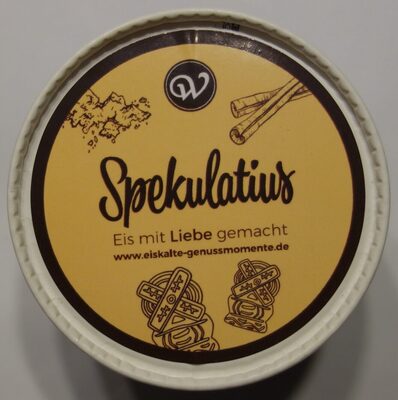 W
Spekulatius
Eis mit Liebe gemacht
www.eiskalte-genussmomente.de